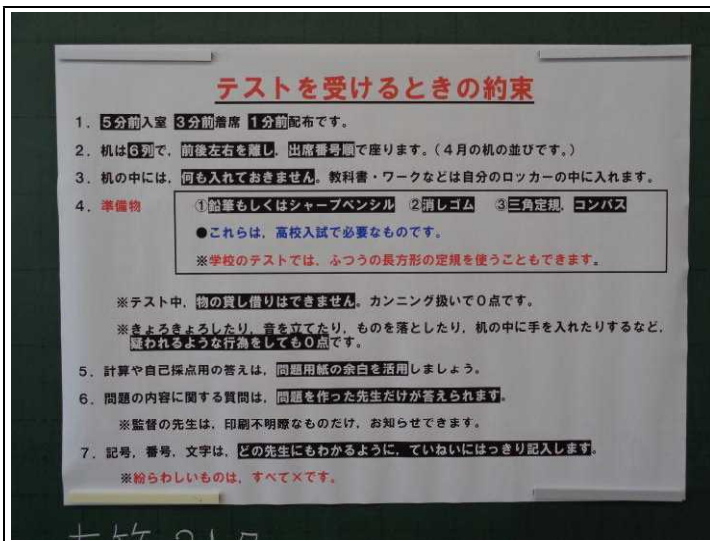 テストを受けるときの約束
1．5分前入室 3分前着席 1分前配布です。
2．机は6列で，前後左右を離し，出席番号順で座ります。（4月の机の並びです。）
3．机の中には，何も入れておきません。教科書・ワークなどは自分のロッカーの中に入れます。
4．準備物 ①鉛筆もしくはシャープペンシル ②消しゴム ③三角定規，コンパス
●これらは，高校入試で必要なものです。
※学校のテストでは，ふつうの長方形の定規を使うこともできます。
※テスト中，物の貸し借りはできません。カンニング扱いで0点です。
※きょろきょろしたり，音を立てたり，ものを落としたり，机の中に手を入れたりするなど，
疑われるような行為をしても0点です。
5．計算や自己採点用の答えは，問題用紙の余白を活用しましょう。
6．問題の内容に関する質問は，問題を作った先生だけが答えられます。
※監督の先生は，印刷不明瞭なものだけ，お知らせできます。
7．記号，番号，文字は，どの先生にもわかるように，ていねいにはっきり記入します。
※紛らわしいものは，すべて×です。